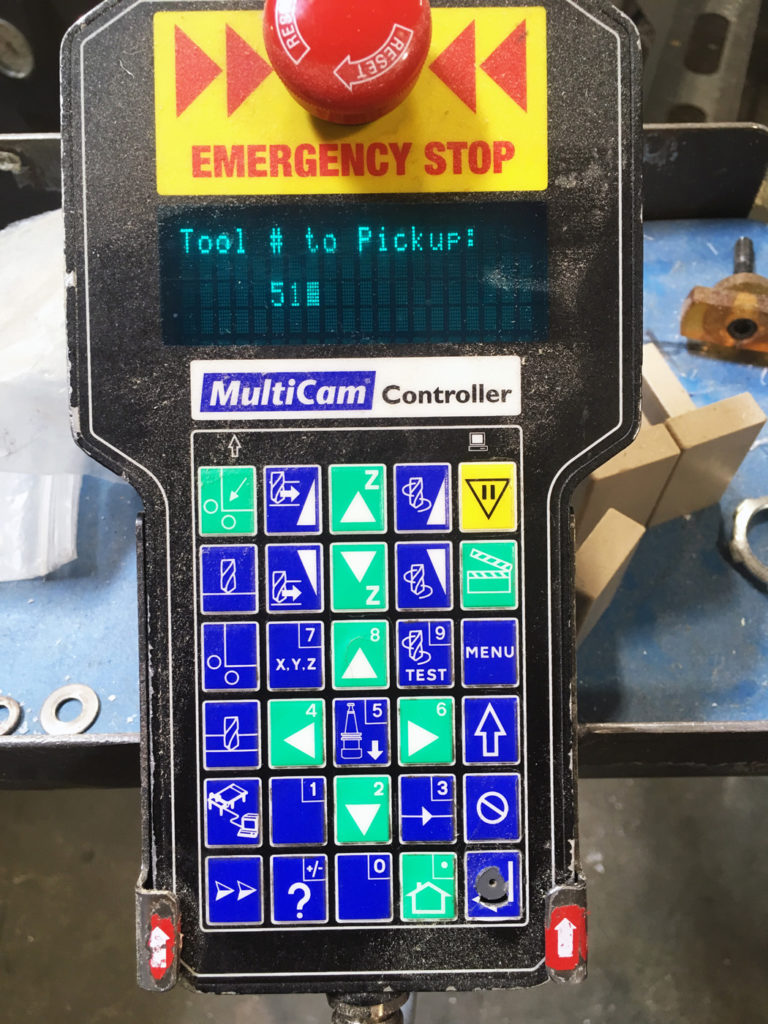 RESET
RESET
EMERGENCY STOP
Tool # to Pickup:
51
MultiCam Controller
Z
Z
7
X,Y,Z
8
9
TEST
MENU
4
5
6
1
2
3
+/-
?
0